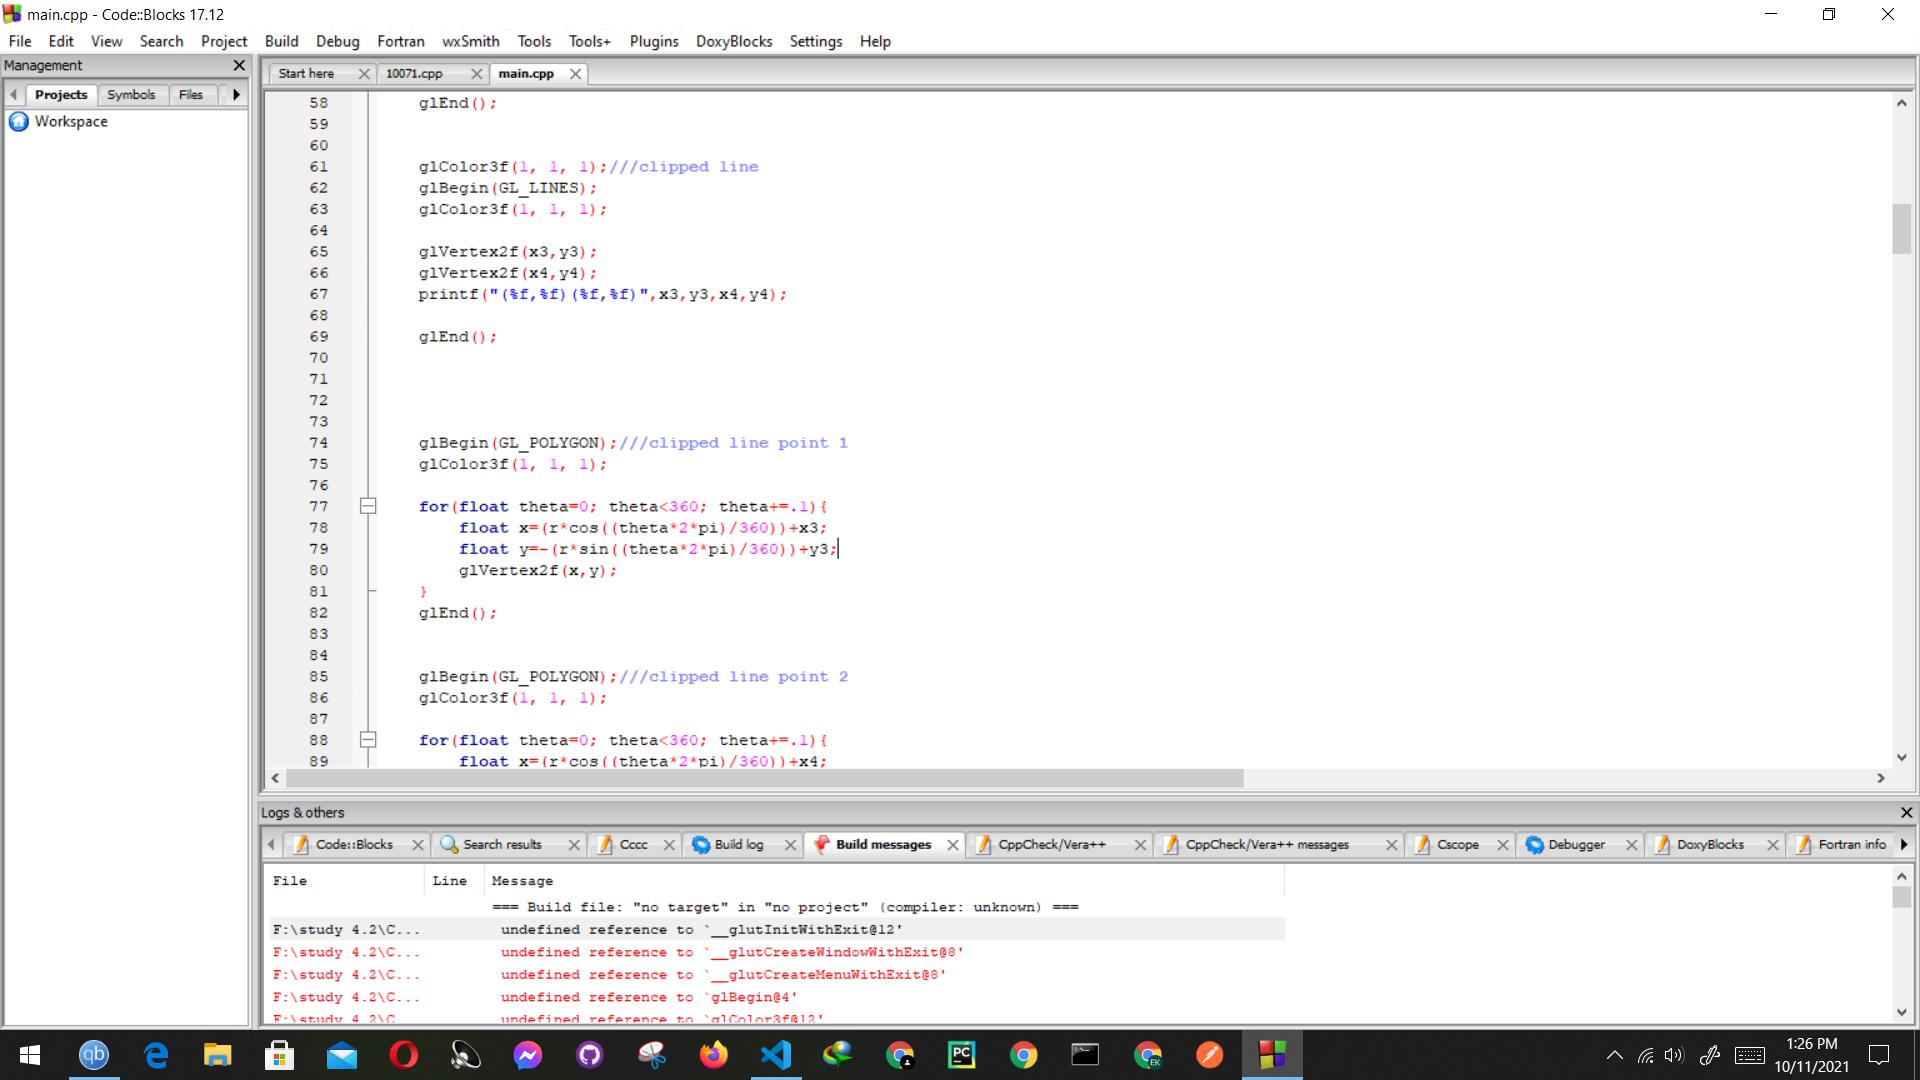 main.cpp - Code::Blocks 17.12
File Edit View Search Project Build Debug Fortran wxSmith Tools Tools+ Plugins DoxyBlocks Settings Help
Management
Projects Symbols Files
Workspace
Start here 10071.cpp main.cpp
58 glEnd();
59
60
61 glColor3f(1, 1, 1);///clipped line
62 glBegin(GL_LINES);
63 glColor3f(1, 1, 1);
64
65 glVertex2f(x3,y3);
66 glVertex2f(x4,y4);
67 printf("(%f,%f)(%f,%f)",x3,y3,x4,y4);
68
69 glEnd();
70
71
72
73
74 glBegin(GL_POLYGON);///clipped line point 1
75 glColor3f(1, 1, 1);
76
77 for(float theta=0; theta<360; theta+=.1){
78 float x=(r*cos((theta*2*pi)/360))+x3;
79 float y=-(r*sin((theta*2*pi)/360))+y3;
80 glVertex2f(x,y);
81 }
82 glEnd();
83
84
85 glBegin(GL_POLYGON);///clipped line point 2
86 glColor3f(1, 1, 1);
87
88 for(float theta=0; theta<360; theta+=.1){
89 float x=(r*cos((theta*2*pi)/360))+x4;
Logs & others
Code::Blocks Search results Cccc Build log Build messages CppCheck/Vera++ CppCheck/Vera++ messages Cscope Debugger DoxyBlocks Fortran info
File Line Message
=== Build file: "no target" in "no project" (compiler: unknown) ===
F:\study 4.2\C... undefined reference to `__glutInitWithExit@12'
F:\study 4.2\C... undefined reference to `__glutCreateWindowWithExit@8'
F:\study 4.2\C... undefined reference to `__glutCreateMenuWithExit@8'
F:\study 4.2\C... undefined reference to `glBegin@4'
F:\study 4.2\C... undefined reference to `glColor3f@12'
qb
PC
EK
1:26 PM
10/11/2021